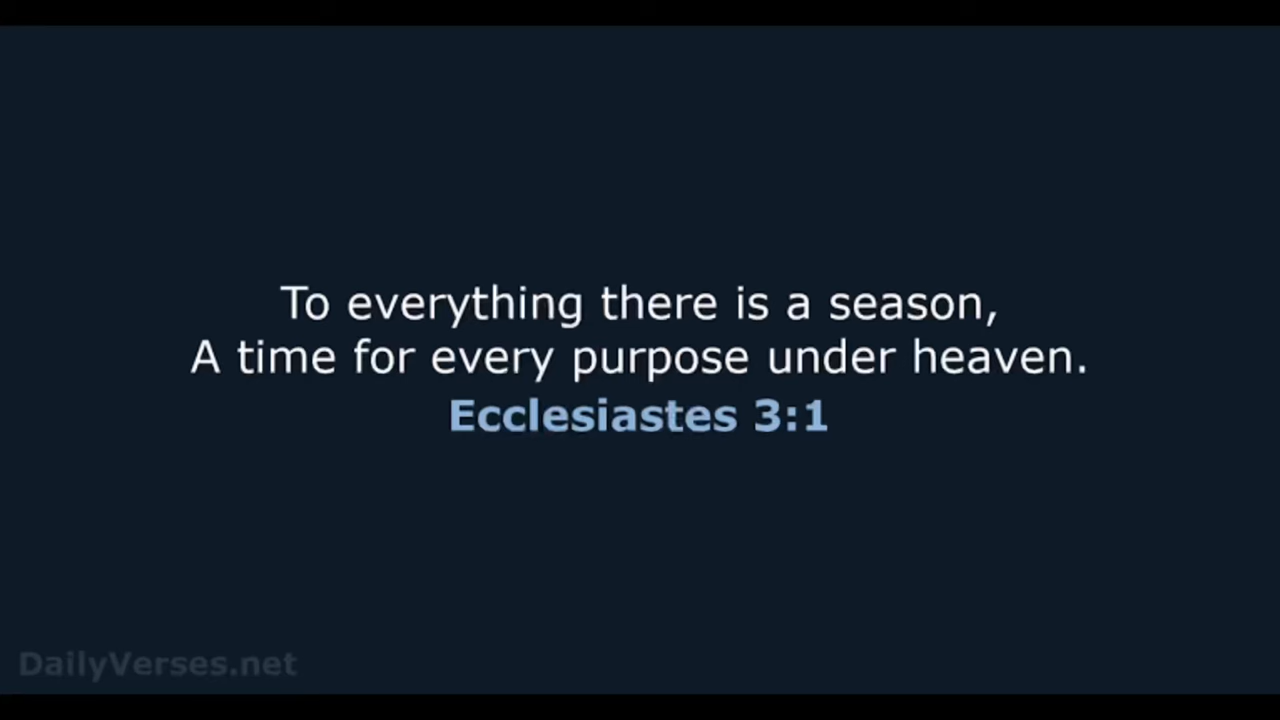 To everything there is a season,
A time for every purpose under heaven.
Ecclesiastes 3:1
DailyVerses.net